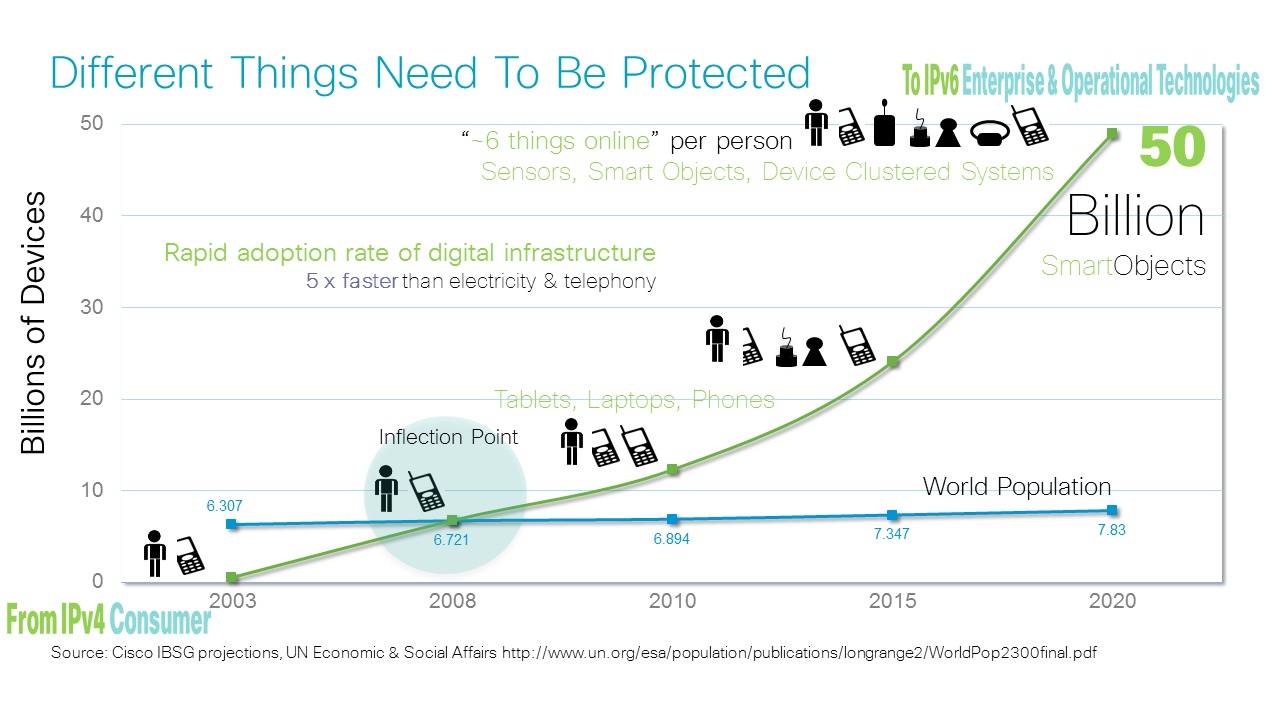 Different Things Need To Be Protected
To IPv6 Enterprise & Operational Technologies
50
“~6 things online” per person
Sensors, Smart Objects, Device Clustered Systems
50
Billion
SmartObjects
40
Rapid adoption rate of digital infrastructure
5 x faster than electricity & telephony
30
Billions of Devices
20
Tablets, Laptops, Phones
Inflection Point
10
World Population
6.307
6.721
6.894
7.347
7.83
0
2003
2008
2010
2015
2020
From IPv4 Consumer
Source: Cisco IBSG projections, UN Economic & Social Affairs http://www.un.org/esa/population/publications/longrange2/WorldPop2300final.pdf